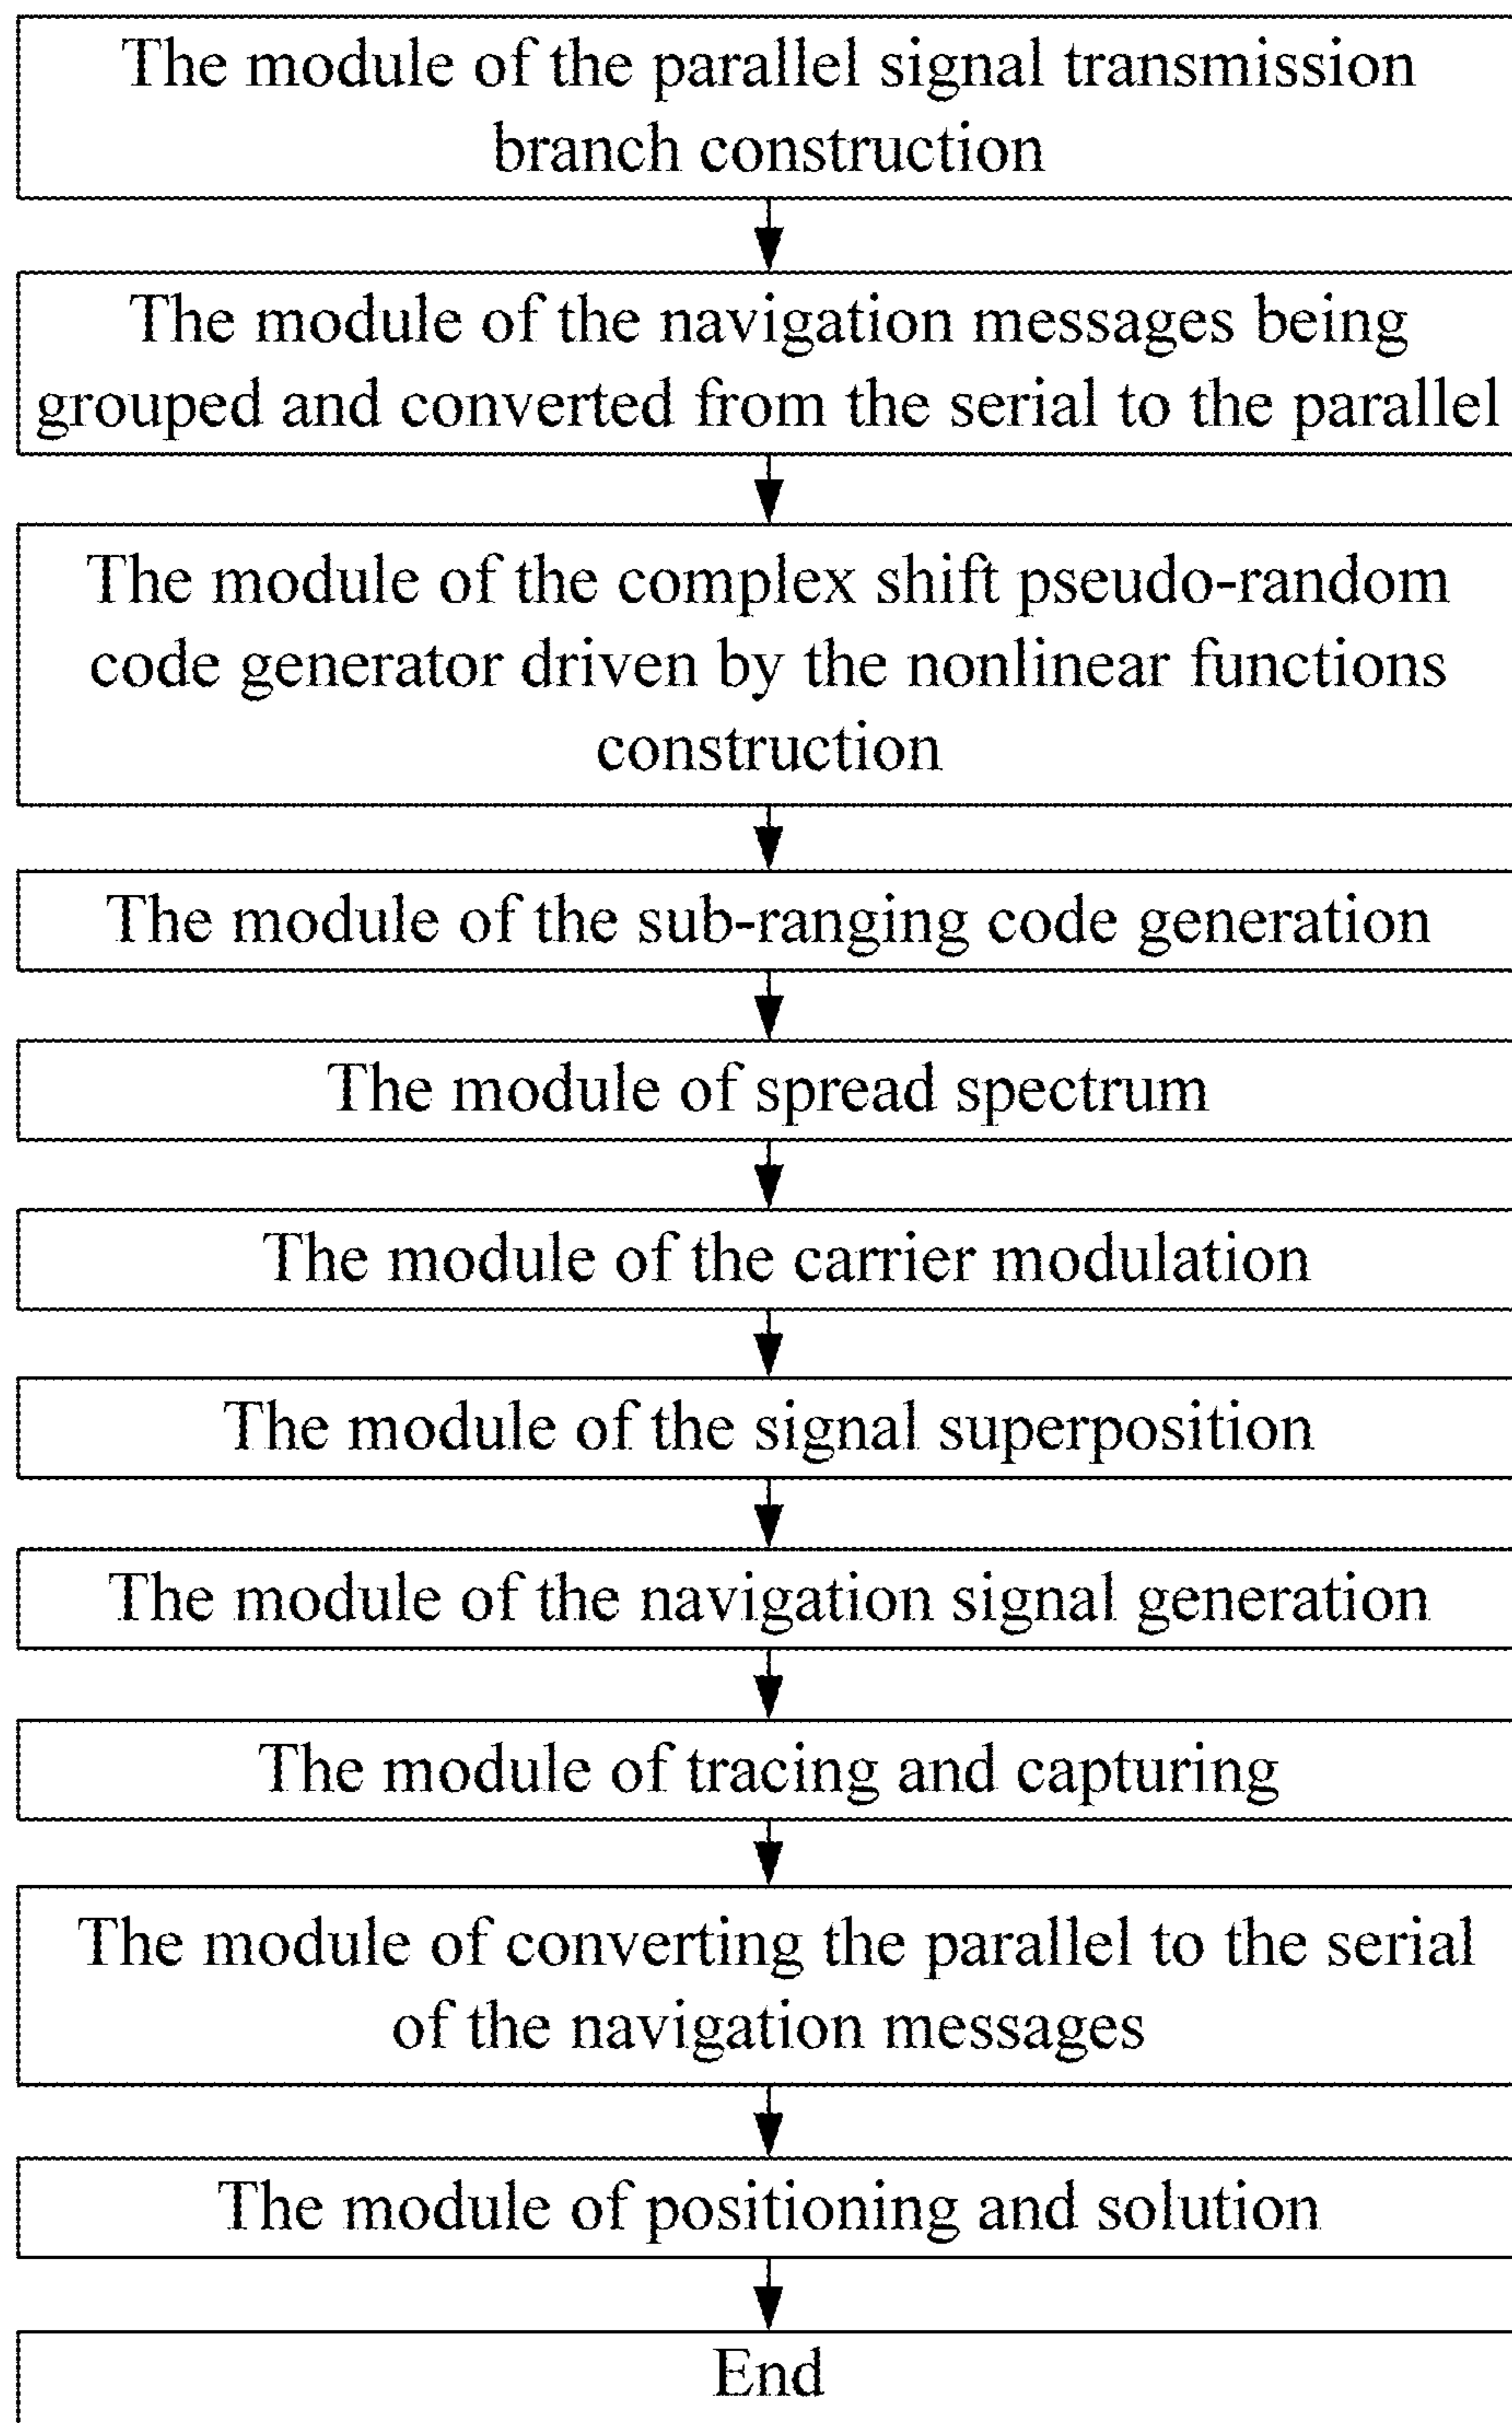 The module of the parallel signal transmission
branch construction
The module of the navigation messages being
grouped and converted from the serial to the parallel
The module of the complex shift pseudo-random
code generator driven by the nonlinear functions
construction
The module of the sub-ranging code generation
The module of spread spectrum
The module of the carrier modulation
The module of the signal superposition
The module of the navigation signal generation
The module of tracing and capturing
The module of converting the parallel to the serial
of the navigation messages
The module of positioning and solution
End